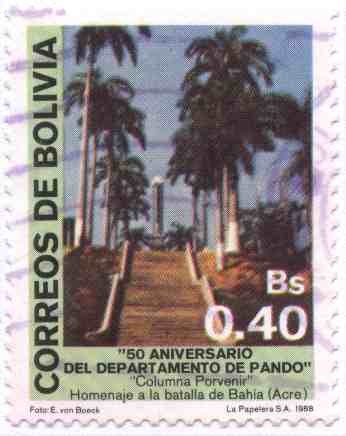 CORREOS DE BOLIVIA
Bs
0.40
"50 ANIVERSARIO
DEL DEPARTAMENTO DE PANDO"
"Columna Porvenir"
Homenaje a la batalla de Bahía (Acre)
Foto: E. von Boeck
La Papelera S.A. 1988